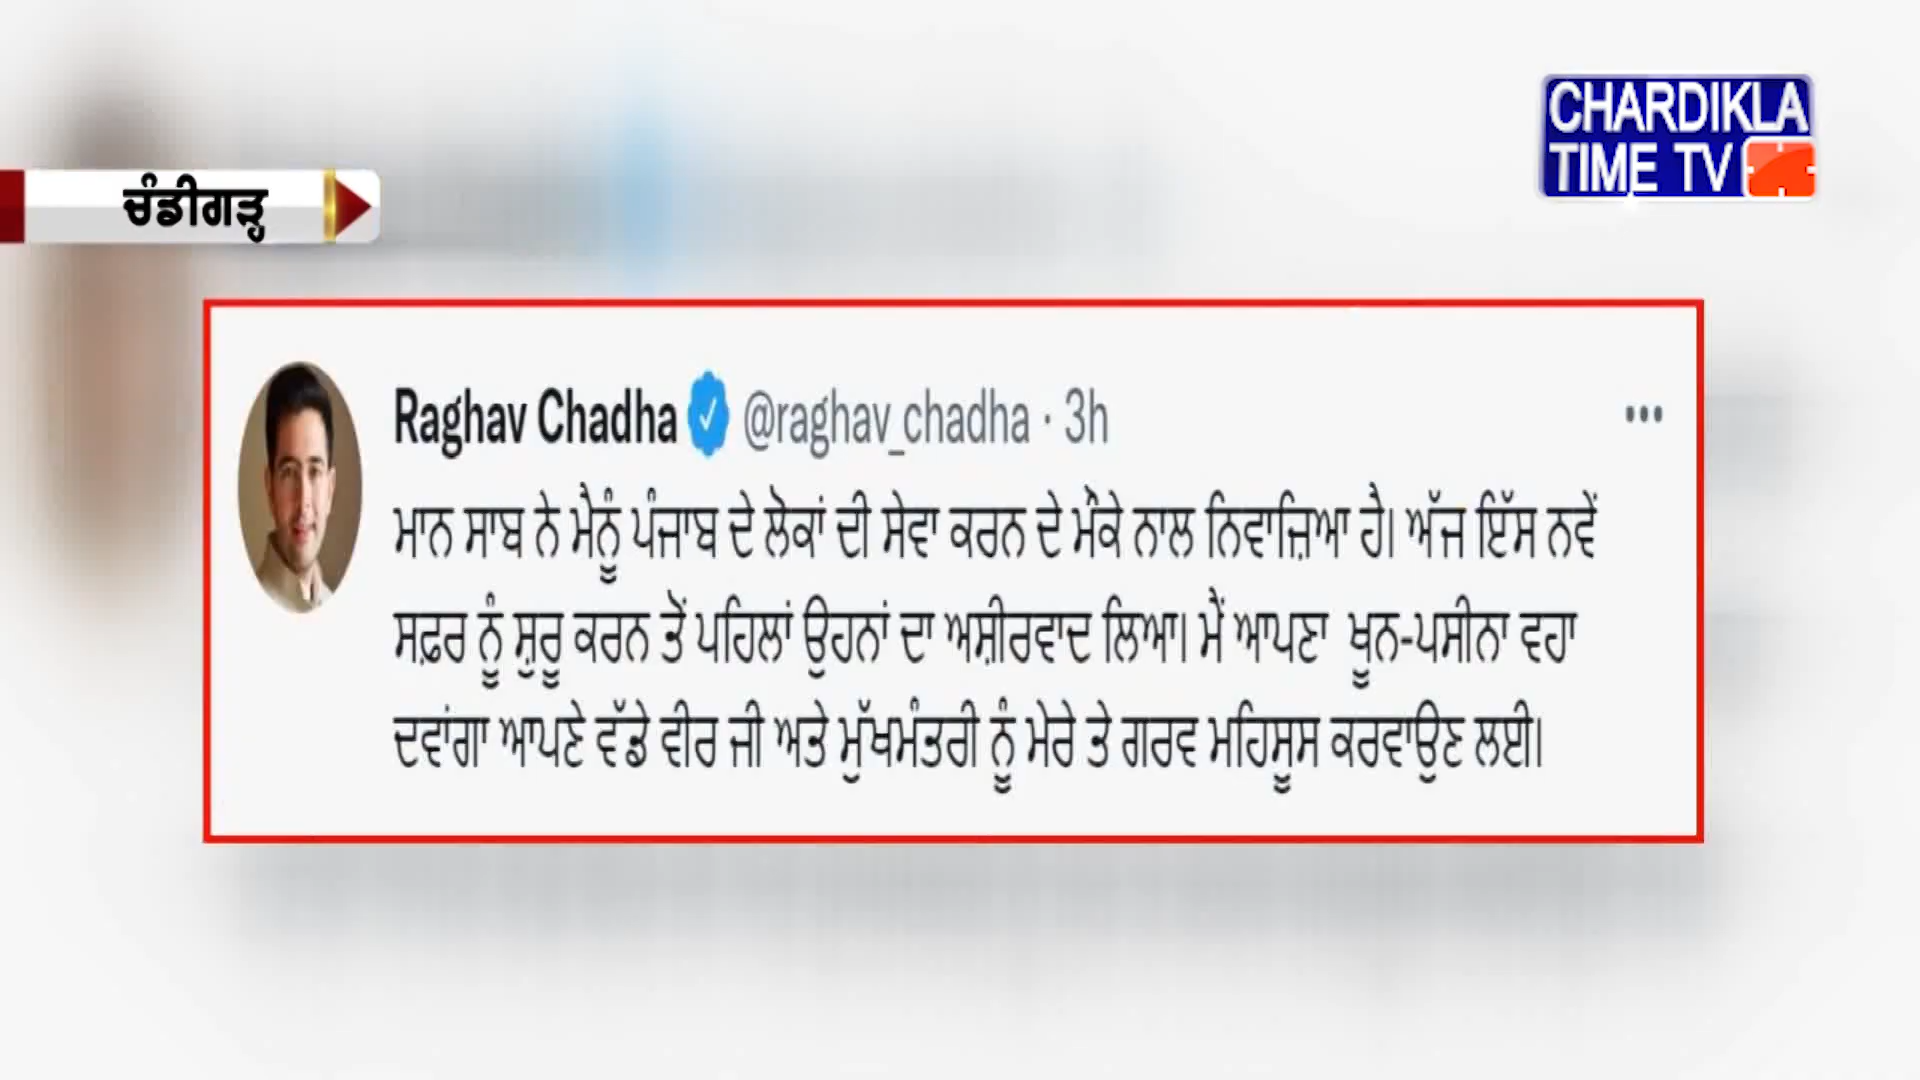 CHARDIKLA
TIME TV
ਚੰਡੀਗੜ੍ਹ
Raghav Chadha @raghav_chadha · 3h
ਮਾਨ ਸਾਬ ਨੇ ਮੈਨੂੰ ਪੰਜਾਬ ਦੇ ਲੋਕਾਂ ਦੀ ਸੇਵਾ ਕਰਨ ਦੇ ਮੌਕੇ ਨਾਲ ਨਿਵਾਜ਼ਿਆ ਹੈ। ਅੱਜ ਇੱਸ ਨਵੇਂ
ਸਫ਼ਰ ਨੂੰ ਸ਼ੁਰੂ ਕਰਨ ਤੋਂ ਪਹਿਲਾਂ ਉਹਨਾਂ ਦਾ ਅਸ਼ੀਰਵਾਦ ਲਿਆ। ਮੈਂ ਆਪਣਾ ਖੂਨ-ਪਸੀਨਾ ਵਹਾ
ਦਵਾਂਗਾ ਆਪਣੇ ਵੱਡੇ ਵੀਰ ਜੀ ਅਤੇ ਮੁੱਖਮੰਤਰੀ ਨੂੰ ਮੇਰੇ ਤੇ ਗਰਵ ਮਹਿਸੂਸ ਕਰਵਾਉਣ ਲਈ।